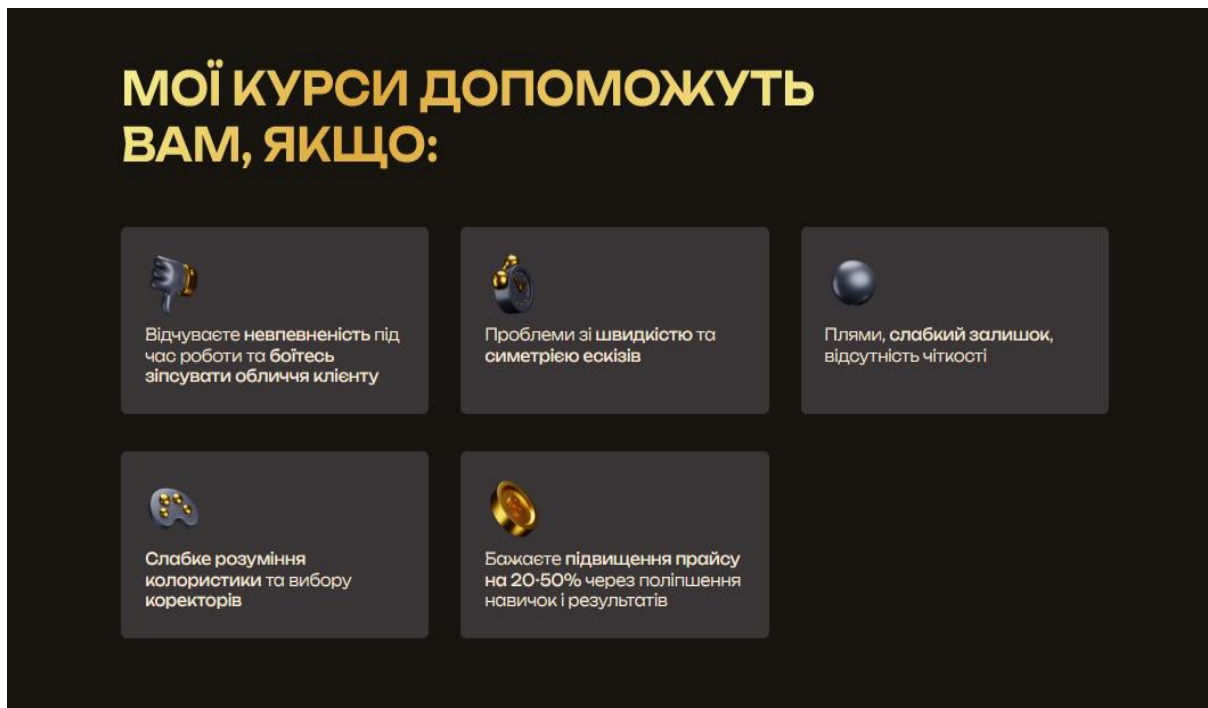 МОЇ КУРСИ ДОПОМОЖУТЬ
ВАМ, ЯКЩО:
Відчуваєте невпевненість під
час роботи та боїтесь
зіпсувати обличчя клієнту
Проблеми зі швидкістю та
симетрією ескізів
Плями, слабкий залишок,
відсутність чіткості
Слабке розуміння
колористики та вибору
коректорів
Бажаєте підвищення прайсу
на 20-50% через поліпшення
навичок і результатів